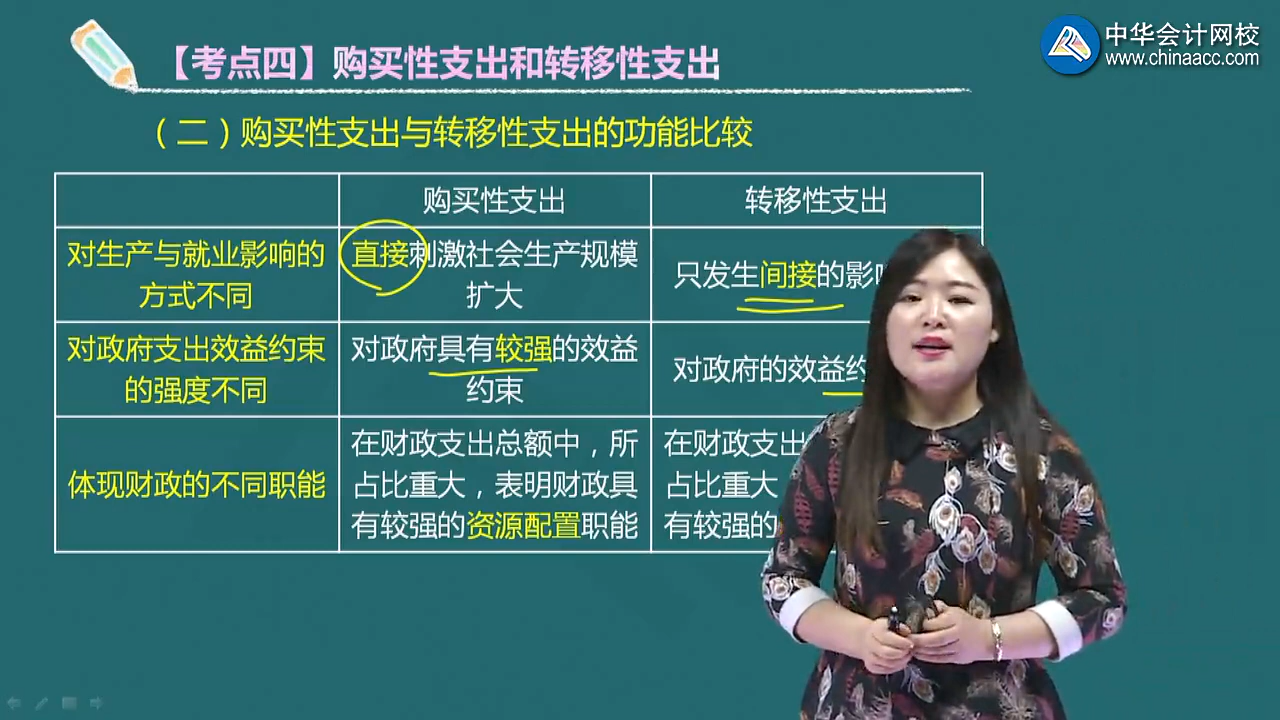 【考点四】购买性支出和转移性支出
中华会计网校
www.chinaacc.com
（二）购买性支出与转移性支出的功能比较
购买性支出
转移性支出
对生产与就业影响的
方式不同
直接刺激社会生产规模
扩大
只发生间接的影
对政府支出效益约束
的强度不同
对政府具有较强的效益
约束
对政府的效益约
体现财政的不同职能
在财政支出总额中，所
占比重大，表明财政具
有较强的资源配置职能
在财政支出
占比重大
有较强的